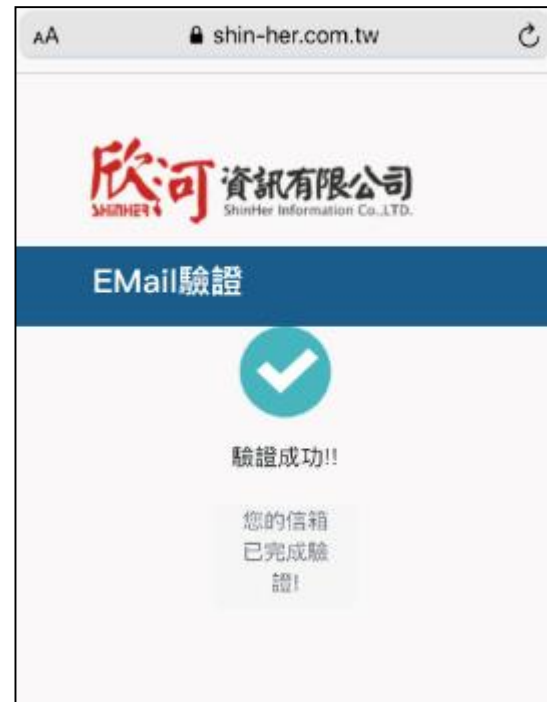 AA
shin-her.com.tw
欣河資訊有限公司
SHINHER
ShinHer Information Co.,LTD.
EMail驗證
驗證成功!!
您的信箱
已完成驗
證!